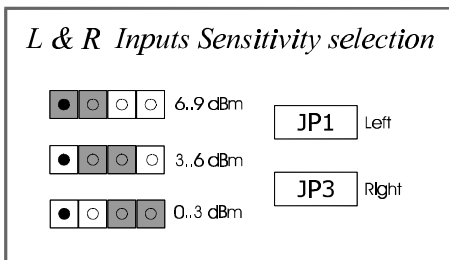 L & R Inputs Sensitivity selection
6..9 dBm
JP1 Left
3..6 dBm
JP3 Right
0..3 dBm